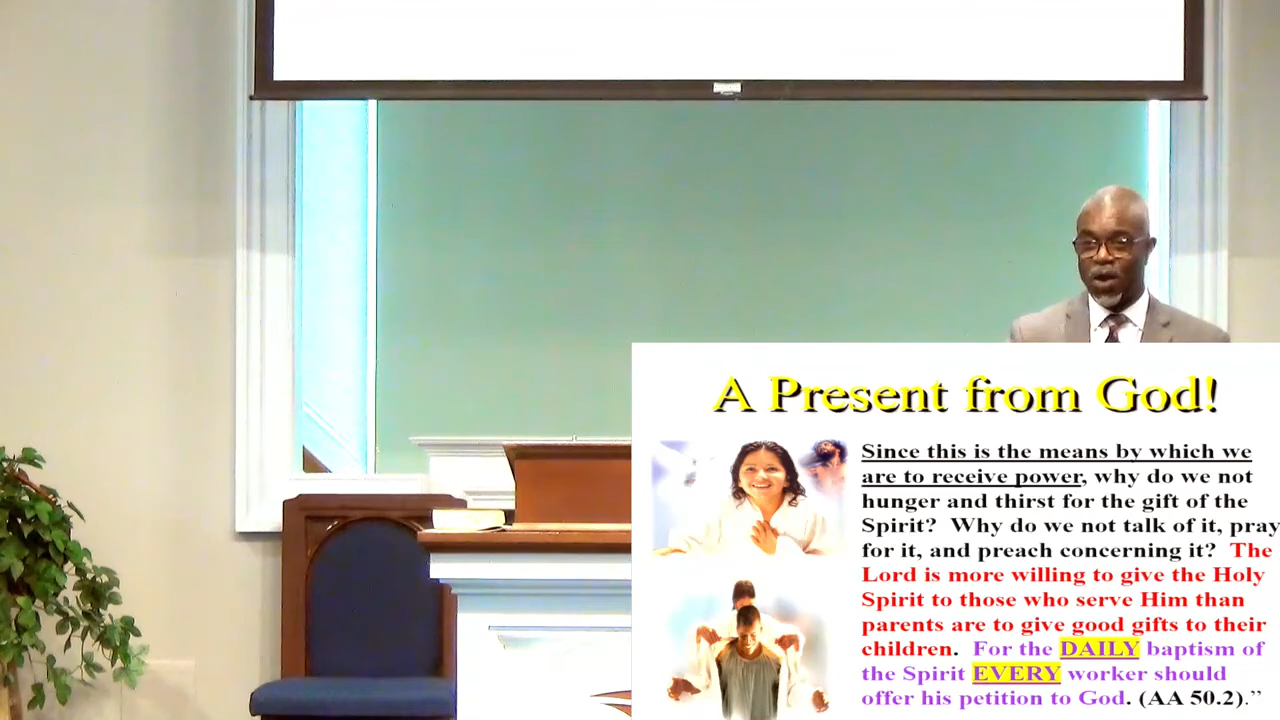 A Present from God!
Since this is the means by which we
are to receive power, why do we not
hunger and thirst for the gift of the
Spirit?  Why do we not talk of it, pray
for it, and preach concerning it?  The
Lord is more willing to give the Holy
Spirit to those who serve Him than
parents are to give good gifts to their
children.  For the DAILY baptism of
the Spirit EVERY worker should
offer his petition to God. (AA 50.2).”